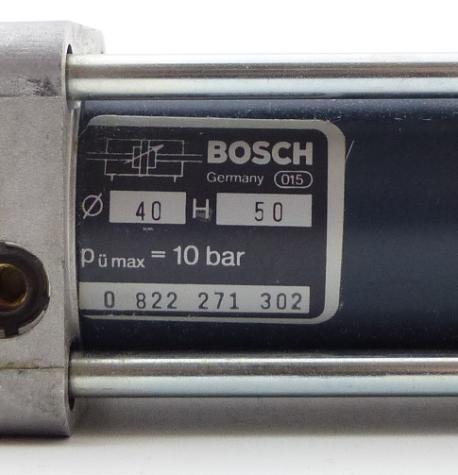 BOSCH
Germany 015
Ø 40 H 50
pü max = 10 bar
0 822 271 302